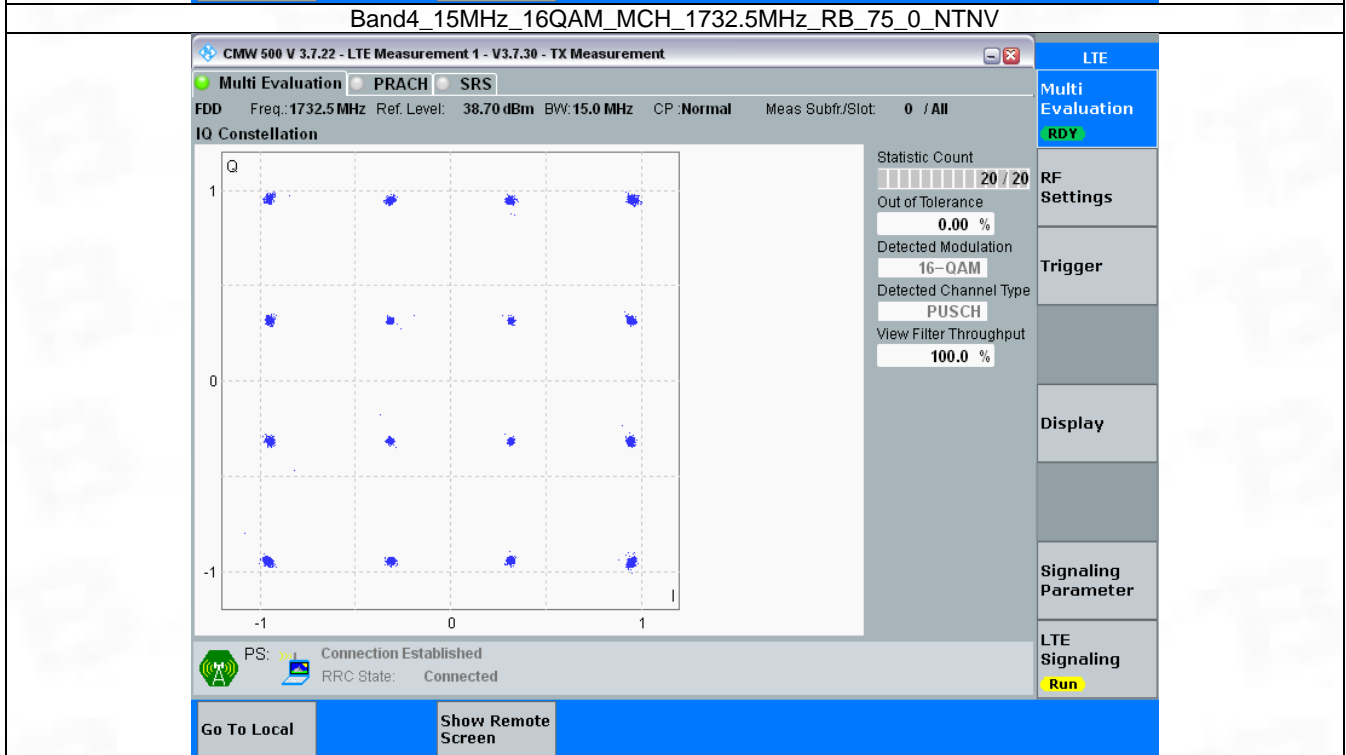 Band4_15MHz_16QAM_MCH_1732.5MHz_RB_75_0_NTNV
CMW 500 V 3.7.22 - LTE Measurement 1 - V3.7.30 - TX Measurement
LTE
Multi Evaluation PRACH SRS
Multi Evaluation
RDY
FDD Freq.: 1732.5 MHz Ref. Level: 38.70 dBm BW: 15.0 MHz CP :Normal Meas Subfr./Slot: 0 / All
IQ Constellation
Q
1
0
-1
-1 0 1
I
Statistic Count
20 / 20
Out of Tolerance
0.00 %
Detected Modulation
16-QAM
Detected Channel Type
PUSCH
View Filter Throughput
100.0 %
RF Settings
Trigger
Display
Signaling Parameter
LTE Signaling
Run
PS: Connection Established
RRC State: Connected
Go To Local
Show Remote Screen